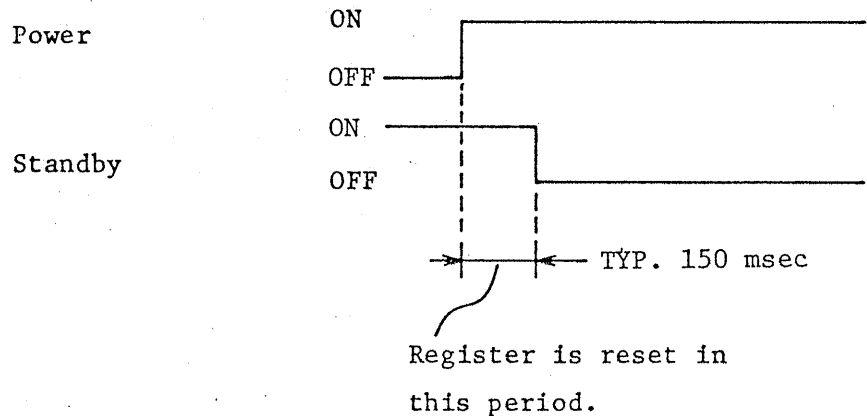 Power
ON
OFF
Standby
ON
OFF
TYP. 150 msec
Register is reset in
this period.